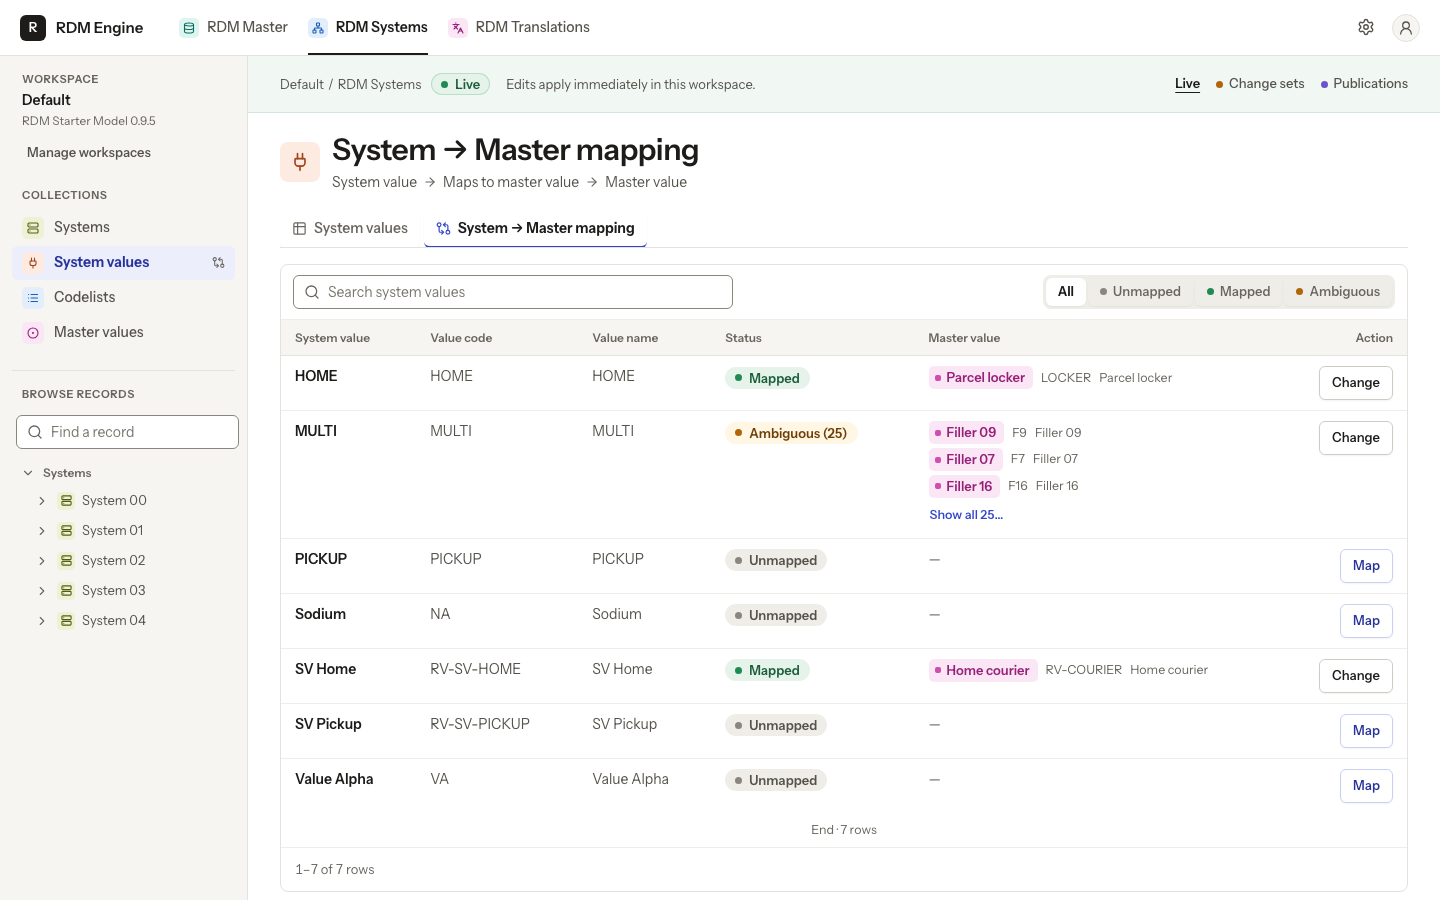 R RDM Engine RDM Master RDM Systems RDM Translations
WORKSPACE
Default
RDM Starter Model 0.9.5
Manage workspaces
COLLECTIONS
Systems
System values
Codelists
Master values
BROWSE RECORDS
Find a record
Systems
System 00
System 01
System 02
System 03
System 04
Default / RDM Systems Live Edits apply immediately in this workspace. Live Change sets Publications
System → Master mapping
System value → Maps to master value → Master value
System values System → Master mapping
Search system values All Unmapped Mapped Ambiguous
System value Value code Value name Status Master value Action
HOME HOME HOME Mapped Parcel locker LOCKER Parcel locker Change
MULTI MULTI MULTI Ambiguous (25) Filler 09 F9 Filler 09 Change
Filler 07 F7 Filler 07
Filler 16 F16 Filler 16
Show all 25...
PICKUP PICKUP PICKUP Unmapped — Map
Sodium NA Sodium Unmapped — Map
SV Home RV-SV-HOME SV Home Mapped Home courier RV-COURIER Home courier Change
SV Pickup RV-SV-PICKUP SV Pickup Unmapped — Map
Value Alpha VA Value Alpha Unmapped — Map
End · 7 rows
1–7 of 7 rows